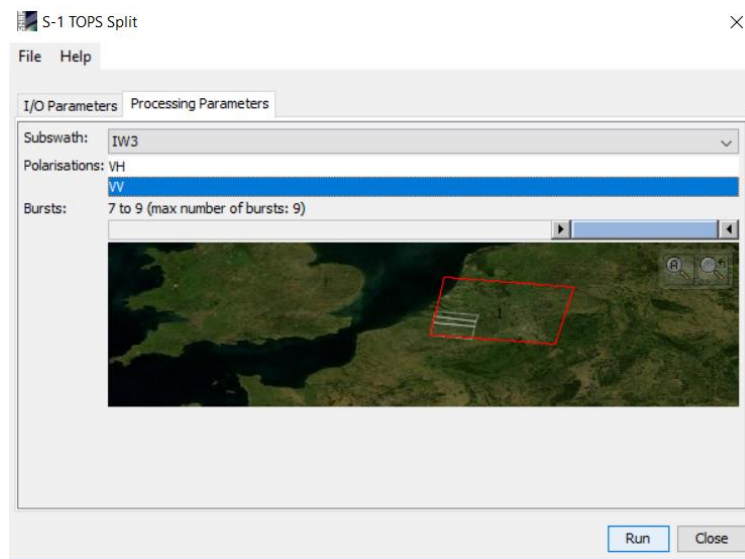 S-1 TOPS Split
File Help
I/O Parameters Processing Parameters
Subswath: IW3
Polarisations: VH
VV
Bursts: 7 to 9 (max number of bursts: 9)
1
Run Close